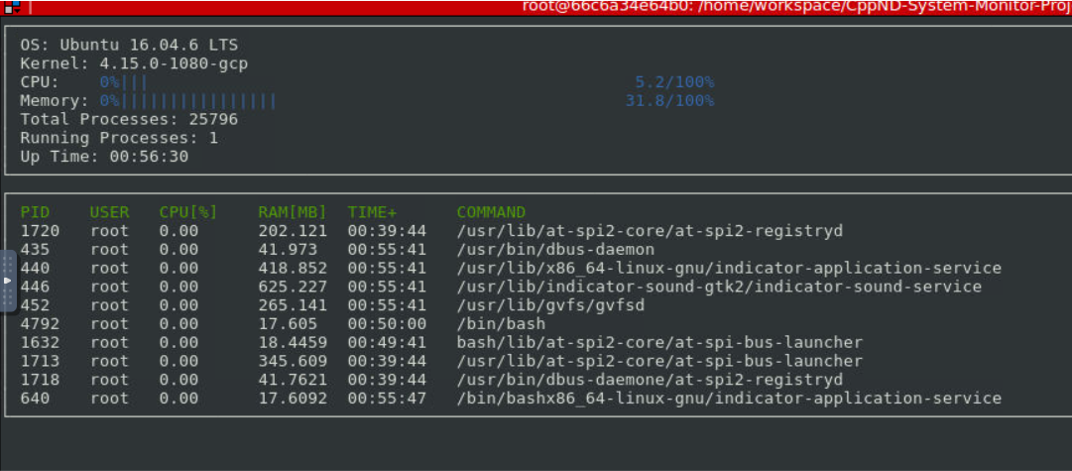 root@66c6a34e64b0: /home/workspace/CppND-System-Monitor-Proj
OS: Ubuntu 16.04.6 LTS
Kernel: 4.15.0-1080-gcp
CPU: 0%||| 5.2/100%
Memory: 0%|||||||||||||||| 31.8/100%
Total Processes: 25796
Running Processes: 1
Up Time: 00:56:30
PID USER CPU[%] RAM[MB] TIME+ COMMAND
1720 root 0.00 202.121 00:39:44 /usr/lib/at-spi2-core/at-spi2-registryd
435 root 0.00 41.973 00:55:41 /usr/bin/dbus-daemon
440 root 0.00 418.852 00:55:41 /usr/lib/x86_64-linux-gnu/indicator-application-service
446 root 0.00 625.227 00:55:41 /usr/lib/indicator-sound-gtk2/indicator-sound-service
452 root 0.00 265.141 00:55:41 /usr/lib/gvfs/gvfsd
4792 root 0.00 17.605 00:50:00 /bin/bash
1632 root 0.00 18.4459 00:49:41 bash/lib/at-spi2-core/at-spi-bus-launcher
1713 root 0.00 345.609 00:39:44 /usr/lib/at-spi2-core/at-spi-bus-launcher
1718 root 0.00 41.7621 00:39:44 /usr/bin/dbus-daemone/at-spi2-registryd
640 root 0.00 17.6092 00:55:47 /bin/bashx86_64-linux-gnu/indicator-application-service